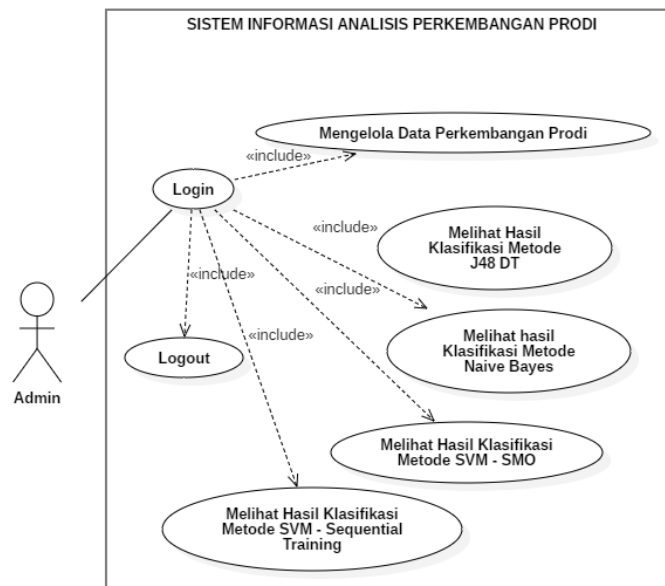 SISTEM INFORMASI ANALISIS PERKEMBANGAN PRODI
Mengelola Data Perkembangan Prodi
«include»
Login
«include»
Melihat Hasil
Klasifikasi Metode
J48 DT
«include»
«include»
«include»
Melihat hasil
Klasifikasi Metode
Naive Bayes
Logout
Admin
Melihat Hasil Klasifikasi
Metode SVM - SMO
Melihat Hasil Klasifikasi
Metode SVM - Sequential
Training